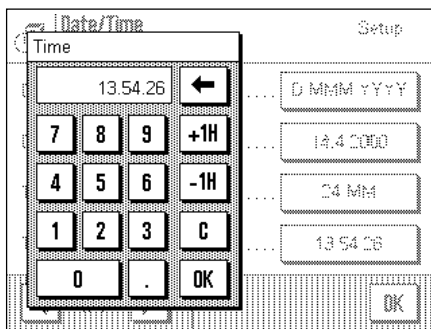 Date/Time
Setup
Time
13.54.26
7 8 9 +1H
4 5 6 -1H
1 2 3 C
0 . OK
D MMM YYYY
14.4.2000
24 MM
13 54 26
OK